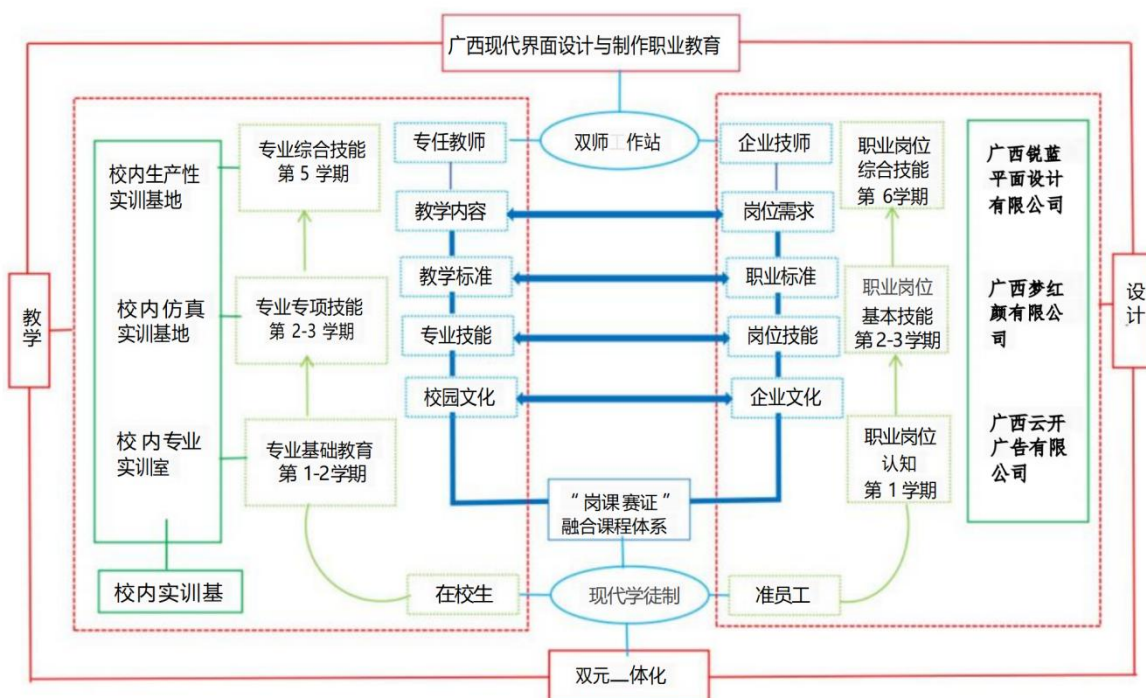 广西现代界面设计与制作职业教育
双师工作站
专任教师
企业技师
专业综合技能
第 5 学期
职业岗位
综合技能
第 6学期
校内生产性
实训基地
广西锐蓝
平面设计
有限公司
教学内容
岗位需求
教学标准
职业标准
教学
设计
校内仿真
实训基地
专业专项技能
第 2-3 学期
职业岗位
基本技能
第2-3学期
广西梦红
颜有限公
司
专业技能
岗位技能
校园文化
企业文化
校内专业
实训室
专业基础教育
第 1-2学期
职业岗位
认知
第 1 学期
广西云开
广告有限
公司
“岗课 赛证 ”
融合课程体系
校内实训基
在校生
现代学徒制
准员工
双元二体化